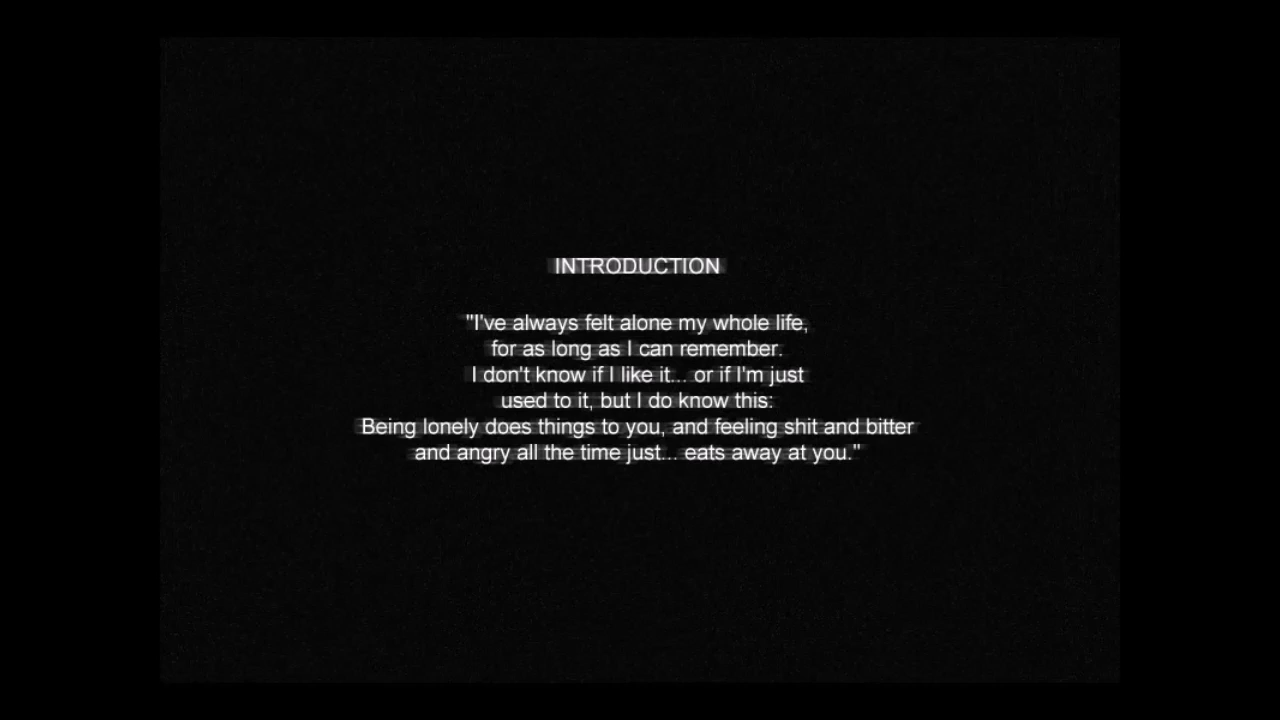 INTRODUCTION
"I've always felt alone my whole life,
for as long as I can remember.
I don't know if I like it... or if I'm just
used to it, but I do know this:
Being lonely does things to you, and feeling shit and bitter
and angry all the time just... eats away at you."